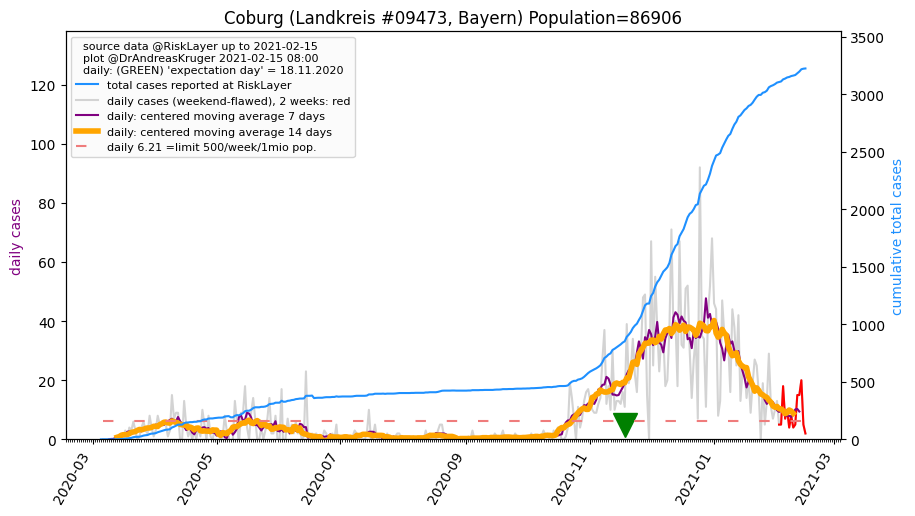 Coburg (Landkreis #09473, Bayern) Population=86906
source data @RiskLayer up to 2021-02-15
plot @DrAndreasKruger 2021-02-15 08:00
daily: (GREEN) 'expectation day' = 18.11.2020
total cases reported at RiskLayer
daily cases (weekend-flawed), 2 weeks: red
daily: centered moving average 7 days
daily: centered moving average 14 days
daily 6.21 =limit 500/week/1mio pop.
daily cases
120
100
80
60
40
20
0
cumulative total cases
3500
3000
2500
2000
1500
1000
500
0
2020-03
2020-05
2020-07
2020-09
2020-11
2021-01
2021-03